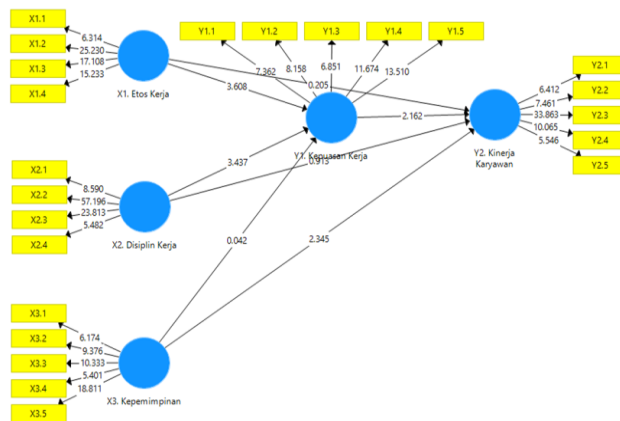 X1.1
X1.2
X1.3
X1.4
6.314
25.230
17.108
15.233
X1. Etos Kerja
Y1.1
Y1.2
Y1.3
Y1.4
Y1.5
7.362
8.158
6.851
11.674
13.510
3.608
0.205
Y1. Kepuasan Kerja
2.162
Y2.1
Y2.2
Y2.3
Y2.4
Y2.5
6.412
7.461
33.863
10.065
5.546
Y2. Kinerja
Karyawan
X2.1
X2.2
X2.3
X2.4
8.590
57.196
23.813
5.482
X2. Disiplin Kerja
3.437
0.913
0.042
2.345
X3.1
X3.2
X3.3
X3.4
X3.5
6.174
9.376
10.333
5.401
18.811
X3. Kepemimpinan